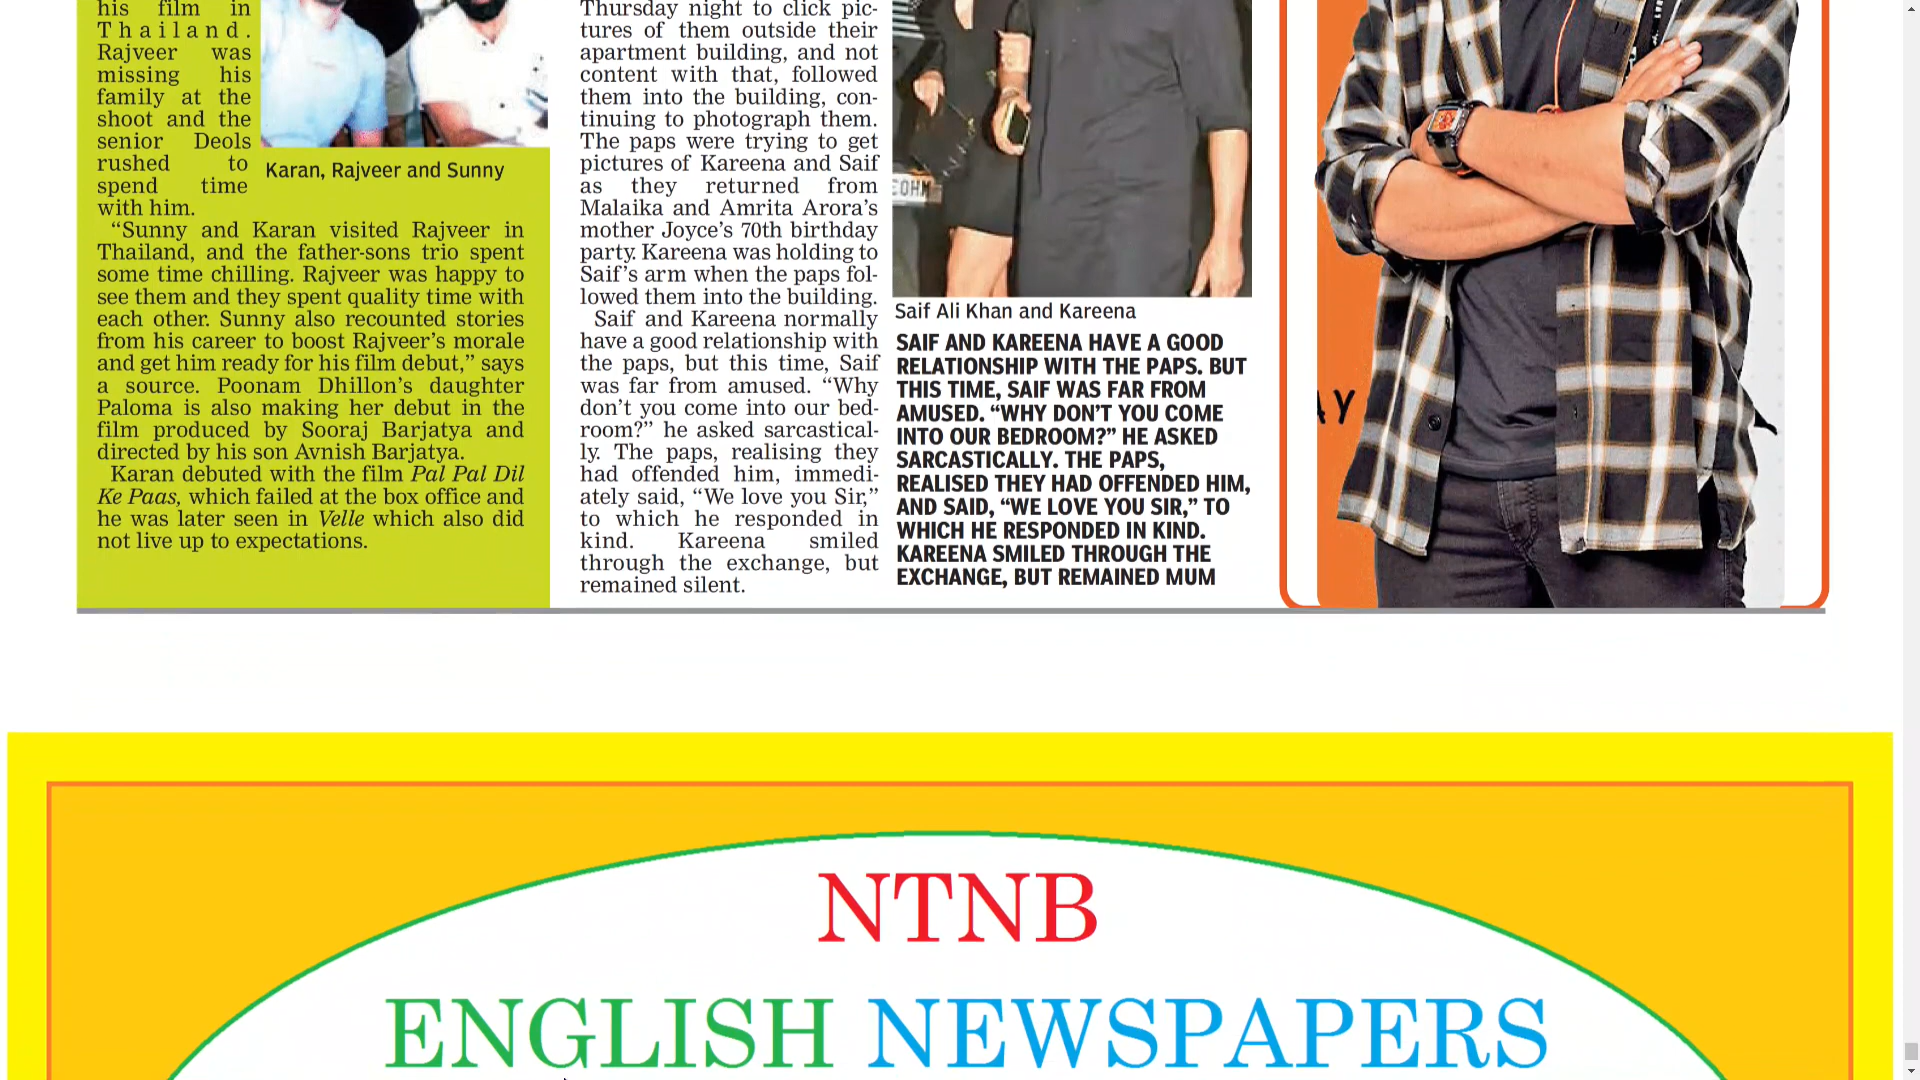 his film in
Thailand.
Rajveer was
missing his
family at the
shoot and the
senior Deols
rushed to
spend time
with him.
Karan, Rajveer and Sunny
“Sunny and Karan visited Rajveer in
Thailand, and the father-sons trio spent
some time chilling. Rajveer was happy to
see them and they spent quality time with
each other. Sunny also recounted stories
from his career to boost Rajveer’s morale
and get him ready for his film debut,” says
a source. Poonam Dhillon’s daughter
Paloma is also making her debut in the
film produced by Sooraj Barjatya and
directed by his son Avnish Barjatya.
Karan debuted with the film Pal Pal Dil
Ke Paas, which failed at the box office and
he was later seen in Velle which also did
not live up to expectations.
Thursday night to click pic-
tures of them outside their
apartment building, and not
content with that, followed
them into the building, con-
tinuing to photograph them.
The paps were trying to get
pictures of Kareena and Saif
as they returned from
Malaika and Amrita Arora’s
mother Joyce’s 70th birthday
party. Kareena was holding to
Saif’s arm when the paps fol-
lowed them into the building.
Saif and Kareena normally
have a good relationship with
the paps, but this time, Saif
was far from amused. “Why
don’t you come into our bed-
room?” he asked sarcastical-
ly. The paps, realising they
had offended him, immedi-
ately said, “We love you Sir,”
to which he responded in
kind. Kareena smiled
through the exchange, but
remained silent.
Saif Ali Khan and Kareena
SAIF AND KAREENA HAVE A GOOD
RELATIONSHIP WITH THE PAPS. BUT
THIS TIME, SAIF WAS FAR FROM
AMUSED. “WHY DON’T YOU COME
INTO OUR BEDROOM?” HE ASKED
SARCASTICALLY. THE PAPS,
REALISED THEY HAD OFFENDED HIM,
AND SAID, “WE LOVE YOU SIR,” TO
WHICH HE RESPONDED IN KIND.
KAREENA SMILED THROUGH THE
EXCHANGE, BUT REMAINED MUM
AY
NTNB
ENGLISH NEWSPAPERS